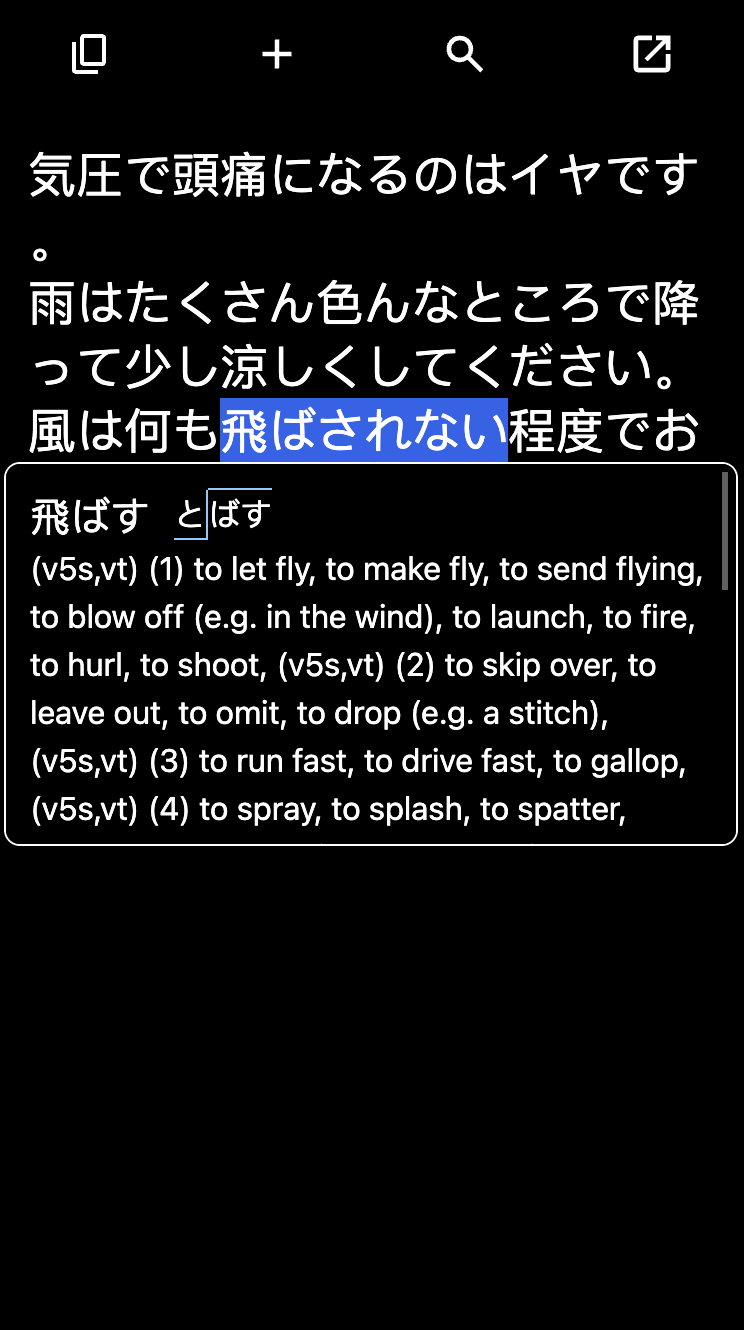 気圧で頭痛になるのはイヤです
。
雨はたくさん色んなところで降
って少し涼しくしてください。
風は何も飛ばされない程度でお
飛ばす とばす
(v5s,vt) (1) to let fly, to make fly, to send flying,
to blow off (e.g. in the wind), to launch, to fire,
to hurl, to shoot, (v5s,vt) (2) to skip over, to
leave out, to omit, to drop (e.g. a stitch),
(v5s,vt) (3) to run fast, to drive fast, to gallop,
(v5s,vt) (4) to spray, to splash, to spatter,